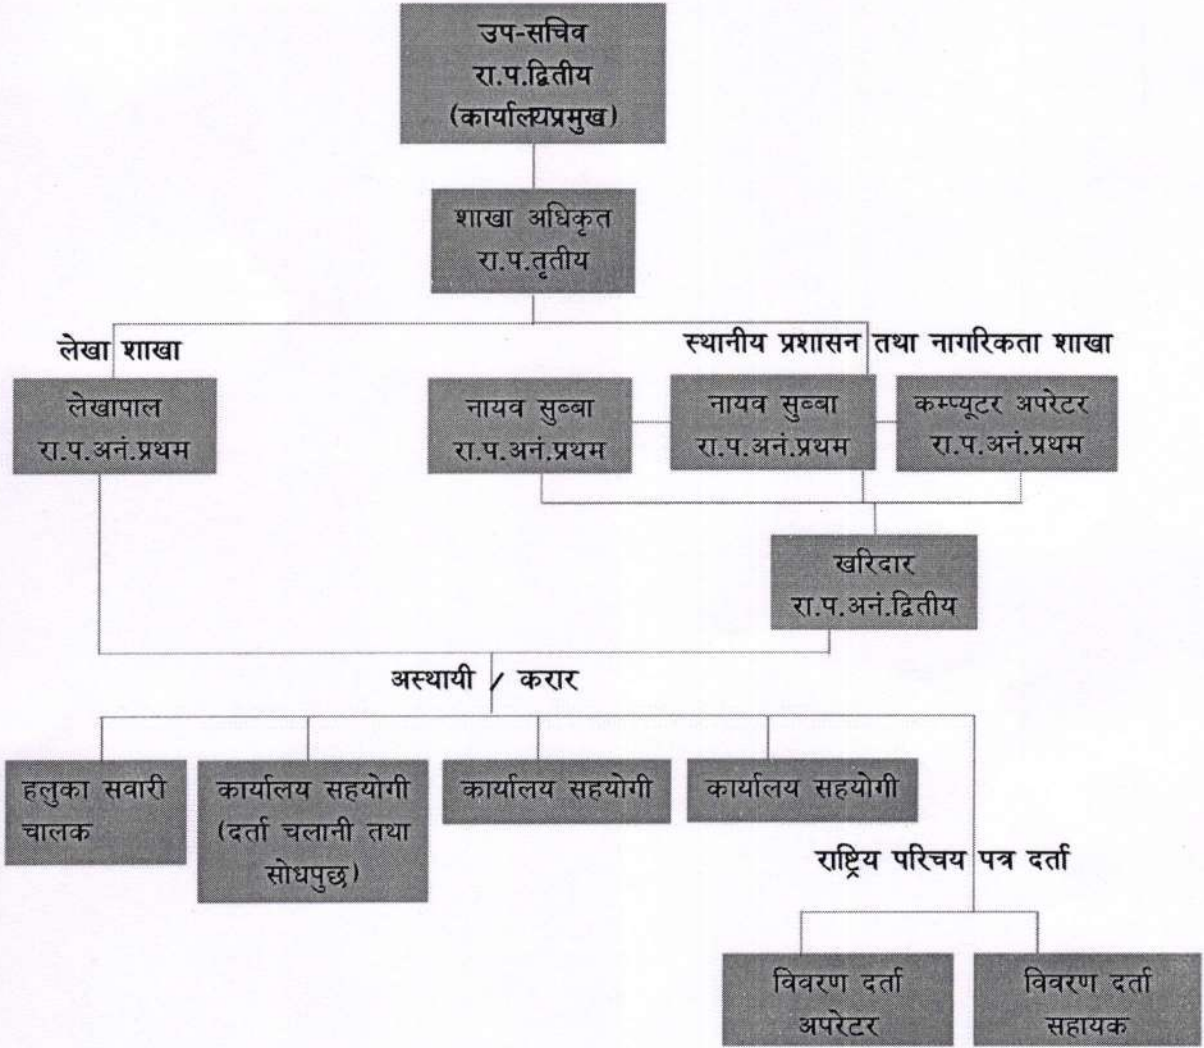 उप-सचिव
रा.प.द्वितीय
(कार्यालयप्रमुख)
शाखा अधिकृत
रा.प.तृतीय
लेखा शाखा
स्थानीय प्रशासन तथा नागरिकता शाखा
लेखापाल
रा.प.अनं.प्रथम
नायव सुब्बा
रा.प.अनं.प्रथम
नायव सुब्बा
रा.प.अनं.प्रथम
कम्प्यूटर अपरेटर
रा.प.अनं.प्रथम
खरिदार
रा.प.अनं.द्वितीय
अस्थायी / करार
हलुका सवारी
चालक
कार्यालय सहयोगी
(दर्ता चलानी तथा
सोधपुछ)
कार्यालय सहयोगी
कार्यालय सहयोगी
राष्ट्रिय परिचय पत्र दर्ता
विवरण दर्ता
अपरेटर
विवरण दर्ता
सहायक